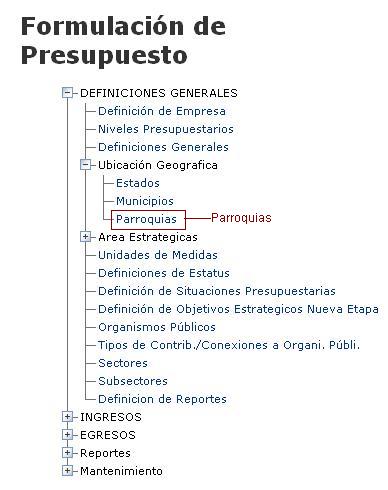 Formulación de
Presupuesto
DEFINICIONES GENERALES
Definición de Empresa
Niveles Presupuestarios
Definiciones Generales
Ubicación Geografica
Estados
Municipios
Parroquias Parroquias
Area Estrategicas
Unidades de Medidas
Definiciones de Estatus
Definición de Situaciones Presupuestarias
Definición de Objetivos Estrategicos Nueva Etapa
Organismos Públicos
Tipos de Contrib./Conexiones a Organi. Públi.
Sectores
Subsectores
Definicion de Reportes
INGRESOS
EGRESOS
Reportes
Mantenimiento